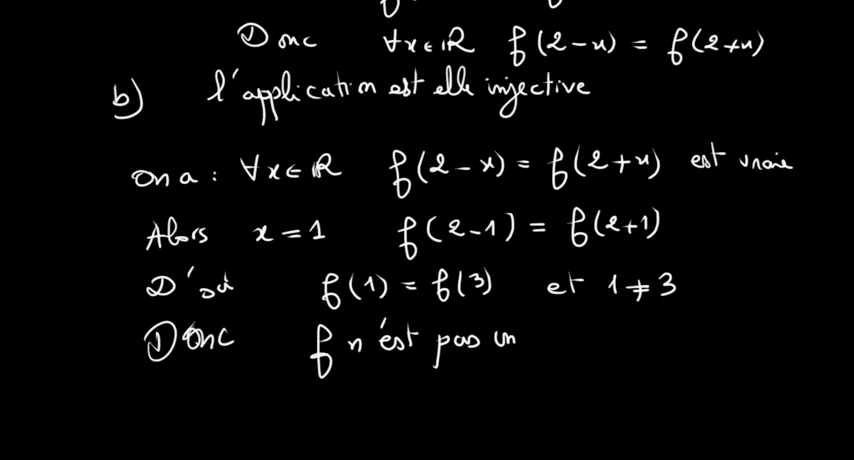 Donc ∀x∈ℝ f(2-x) = f(2+x)
b) l'application est elle injective
on a : ∀x∈ℝ f(2-x) = f(2+x) est vraie
Alors x = 1 f(2-1) = f(2+1)
D'où f(1) = f(3) et 1≠3
Donc f n'est pas in